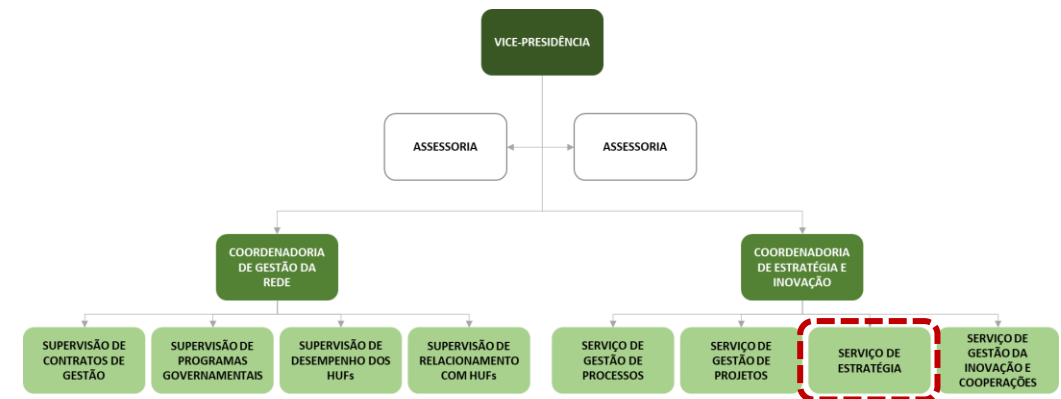 VICE-PRESIDÊNCIA
ASSESSORIA
ASSESSORIA
COORDENADORIA
DE GESTÃO DA
REDE
COORDENADORIA
DE ESTRATÉGIA E
INOVAÇÃO
SUPERVISÃO DE
CONTRATOS DE
GESTÃO
SUPERVISÃO DE
PROGRAMAS
GOVERNAMENTAIS
SUPERVISÃO DE
DESEMPENHO DOS
HUFs
SUPERVISÃO DE
RELACIONAMENTO
COM HUFs
SERVIÇO DE
GESTÃO DE
PROCESSOS
SERVIÇO DE
GESTÃO DE
PROJETOS
SERVIÇO DE
ESTRATÉGIA
SERVIÇO DE
GESTÃO DA
INOVAÇÃO E
COOPERAÇÕES